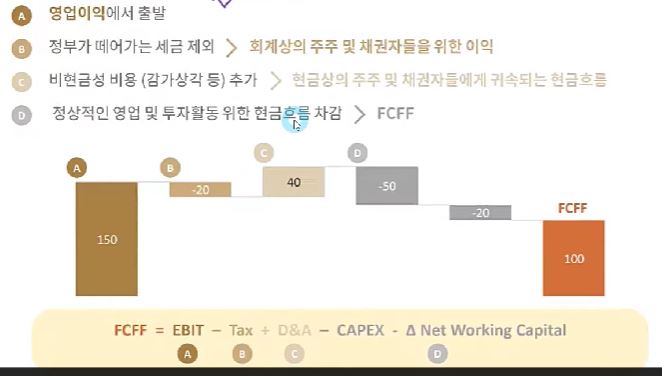 A 영업이익에서 출발
B 정부가 떼어가는 세금 제외 > 회계상의 주주 및 채권자들을 위한 이익
C 비현금성 비용 (감가상각 등) 추가 > 현금상의 주주 및 채권자들에게 귀속되는 현금흐름
D 정상적인 영업 및 투자활동 위한 현금흐름 차감 > FCFF
A B C D
150 -20 40 -50 -20 FCFF 100
FCFF = EBIT – Tax + D&A – CAPEX - Δ Net Working Capital
A B C D